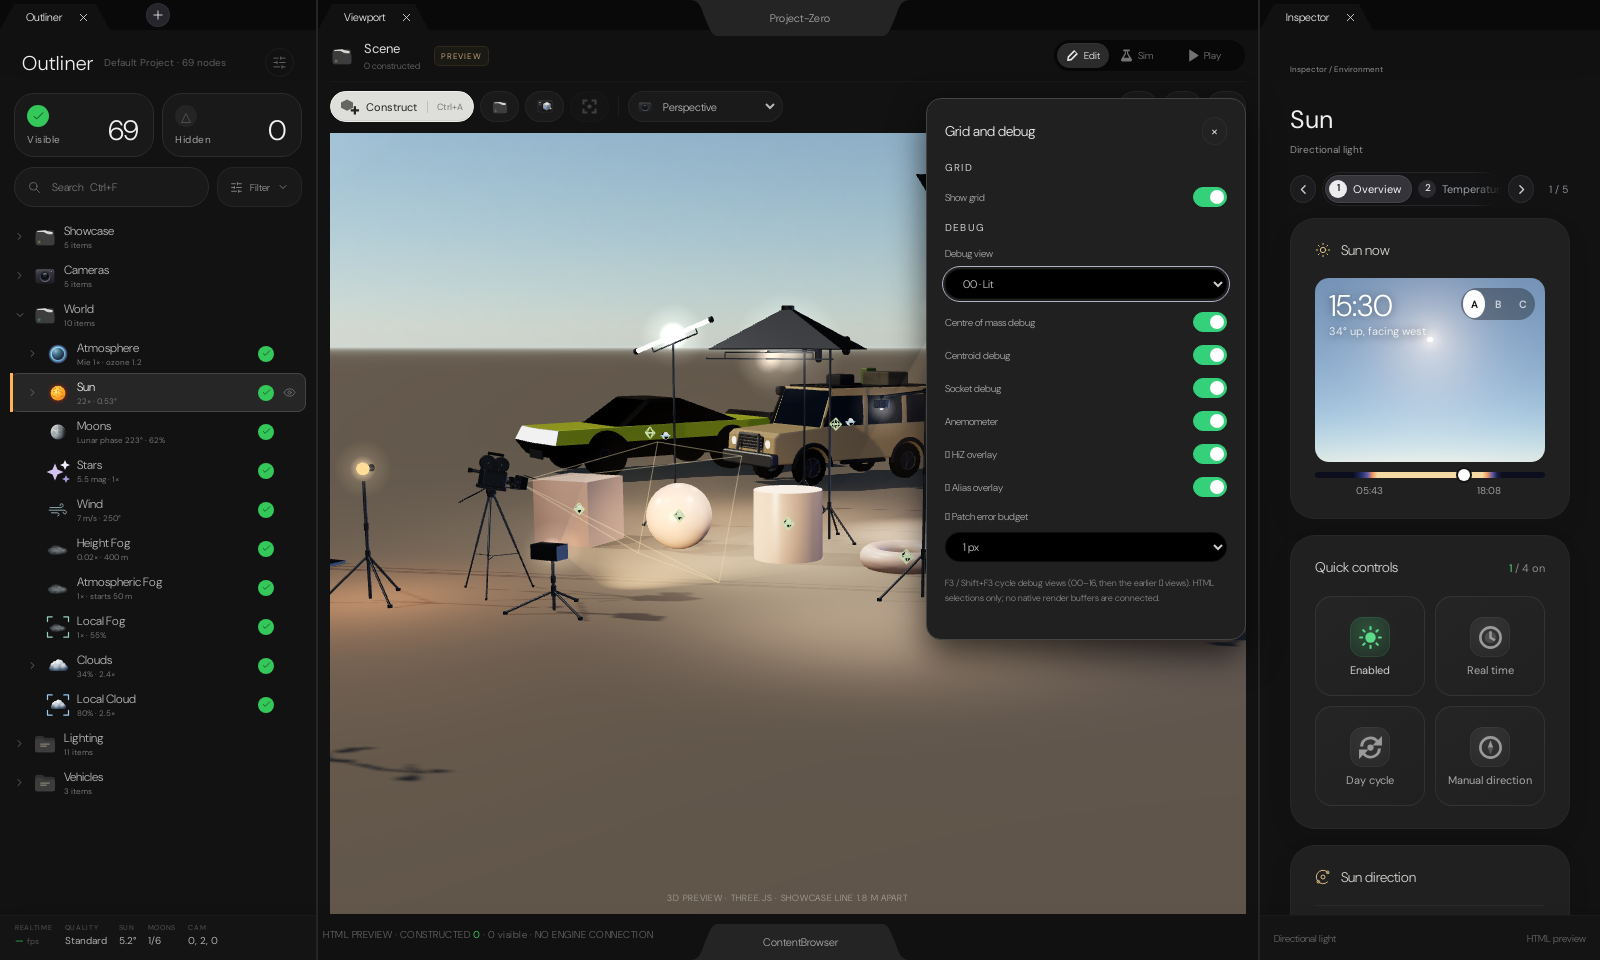 Outliner
Viewport
Project-Zero
Inspector
Outliner
Default Project · 69 nodes
Visible
69
Hidden
0
Search Ctrl+F
Filter
Showcase
5 items
Cameras
5 items
World
10 items
Atmosphere
Mie 1× · ozone 1.2
Sun
22× · 0.53°
Moons
Lunar phase 223° · 62%
Stars
5.5 mag · 1×
Wind
7 m/s · 250°
Height Fog
0.02× · 400 m
Atmospheric Fog
1× · starts 50 m
Local Fog
1× · 55%
Clouds
34% · 2.4×
Local Cloud
80% · 2.5×
Lighting
11 items
Vehicles
3 items
REALTIME
— fps
QUALITY
Standard
SUN
5.2°
MOONS
1/6
CAM
0, 2, 0
Scene
0 constructed
PREVIEW
Edit
Sim
Play
Construct
Ctrl+A
Perspective
Grid and debug
×
GRID
Show grid
DEBUG
Debug view
00 · Lit
Centre of mass debug
Centroid debug
Socket debug
Anemometer
HiZ overlay
Alias overlay
Patch error budget
1 px
F3 / Shift+F3 cycle debug views (00–16, then the earlier views). HTML
selections only; no native render buffers are connected.
3D PREVIEW · THREE.JS · SHOWCASE LINE 1.8 M APART
HTML PREVIEW · CONSTRUCTED 0 · 0 visible · NO ENGINE CONNECTION
ContentBrowser
Inspector / Environment
Sun
Directional light
1 Overview
2
1 / 5
Sun now
15:30
34° up, facing west
A
B
C
05:43
18:08
Quick controls
1 / 4 on
Enabled
Real time
Day cycle
Manual direction
Sun direction
Directional light
HTML preview